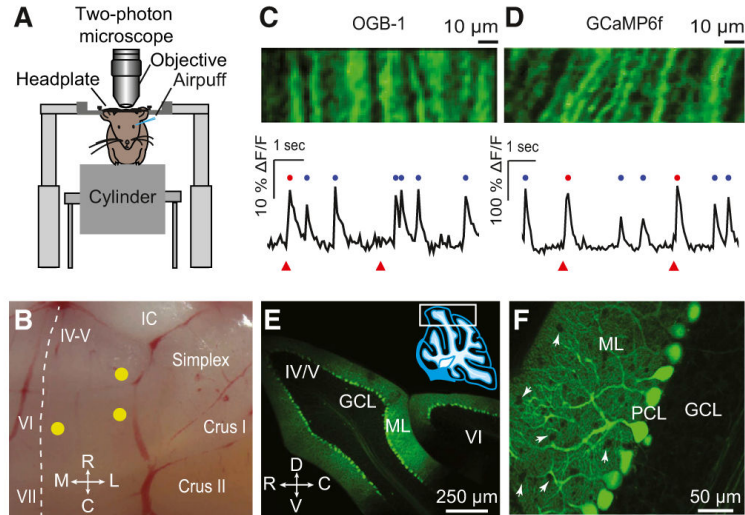 A
Two-photon
microscope
Objective
Headplate
Airpuff
Cylinder
C
OGB-1
10 µm
1 sec
10 % ΔF/F
D
GCaMP6f
10 µm
1 sec
100 % ΔF/F
B
IV-V
IC
Simplex
VI
Crus I
R
M
L
C
VII
Crus II
E
IV/V
GCL
ML
VI
D
R
C
V
250 µm
F
ML
PCL
GCL
50 µm